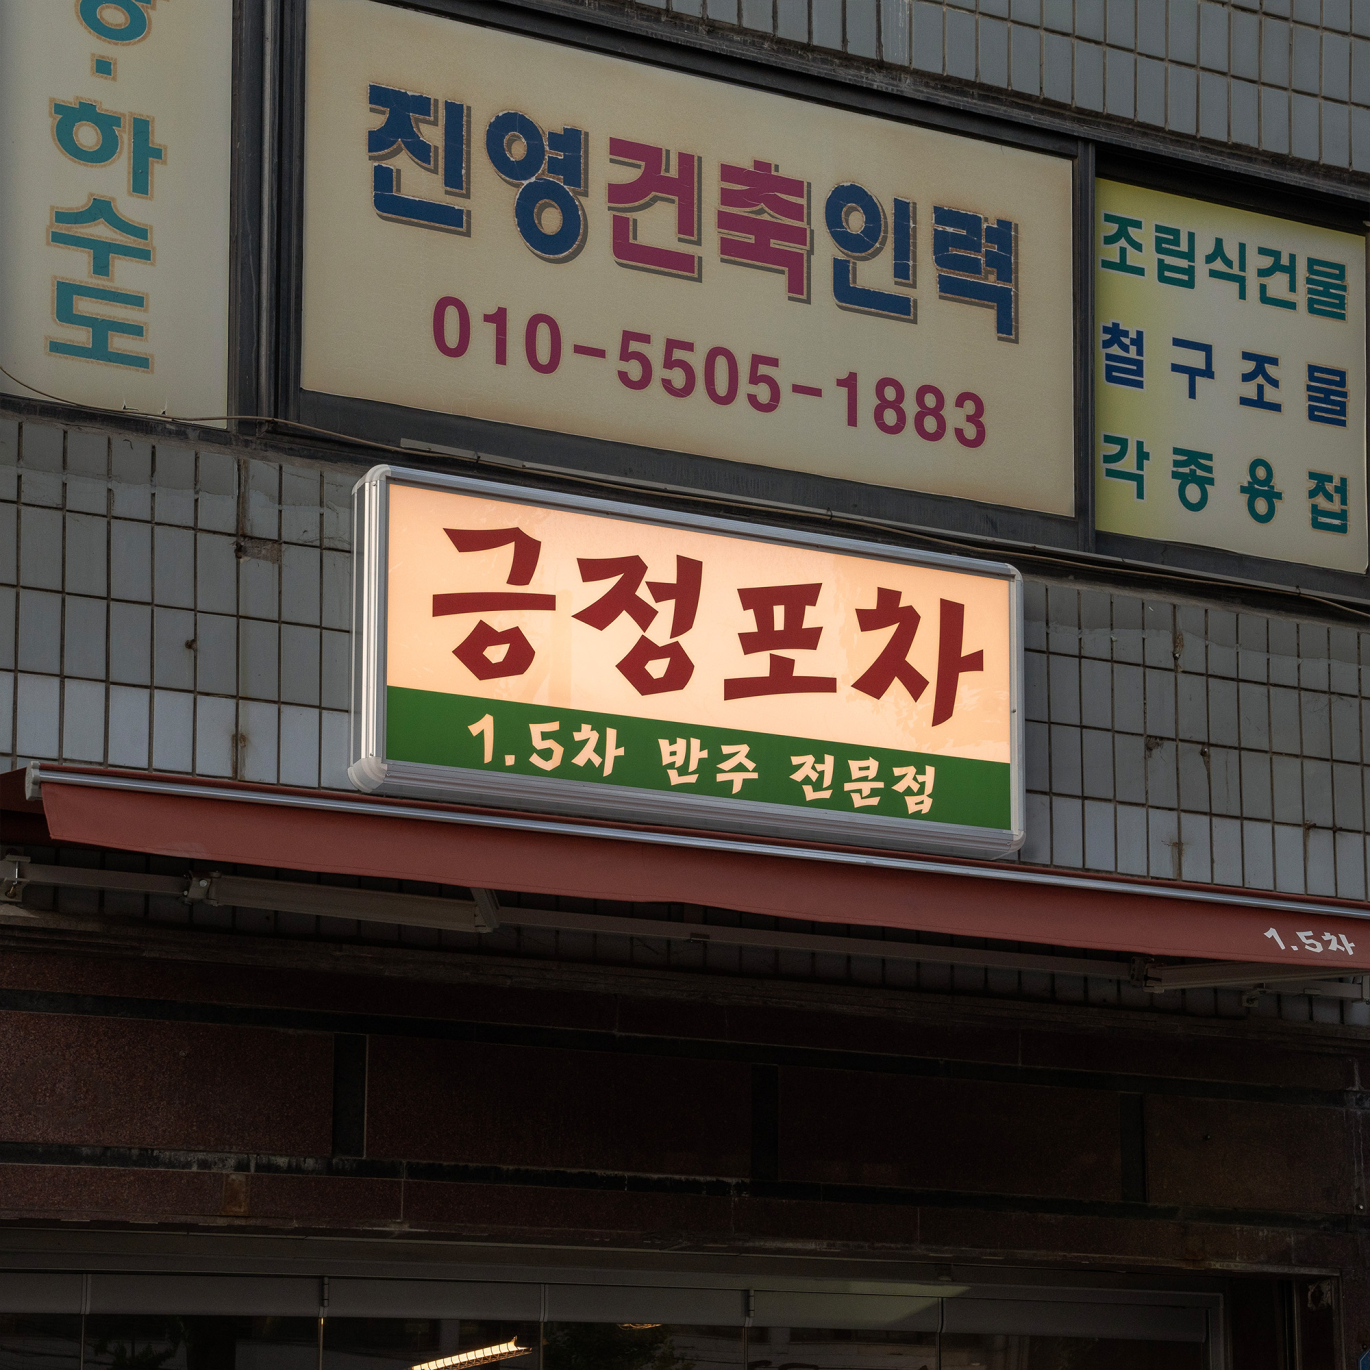 하수도
진영건축인력
010-5505-1883
조립식건물
철구조물
각종용접
긍정포차
1.5차 반주 전문점
1.5차